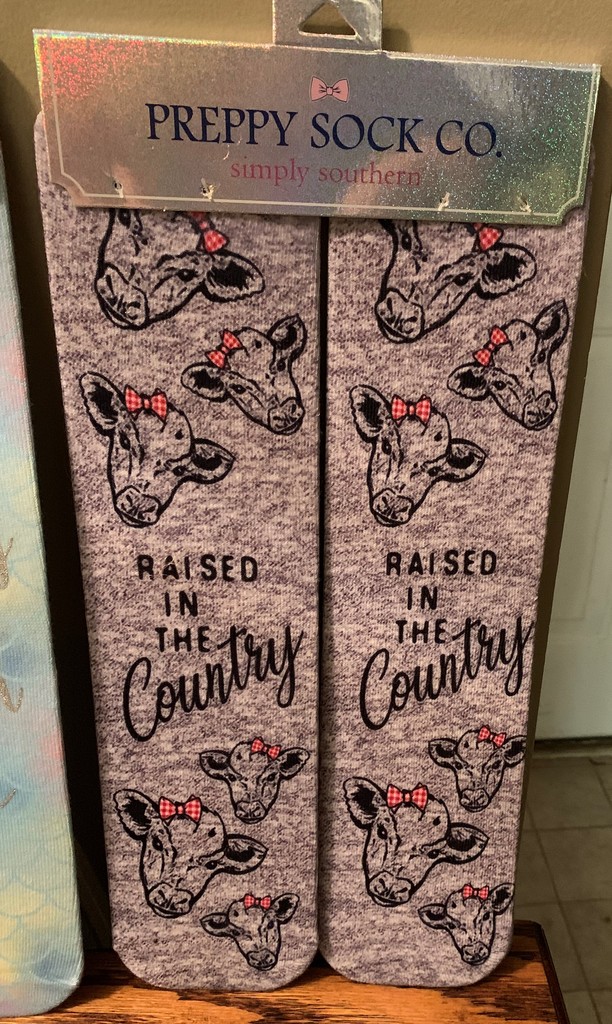 PREPPY SOCK CO.
simply southern
RAISED
IN
THE
Country
RAISED
IN
THE
Country